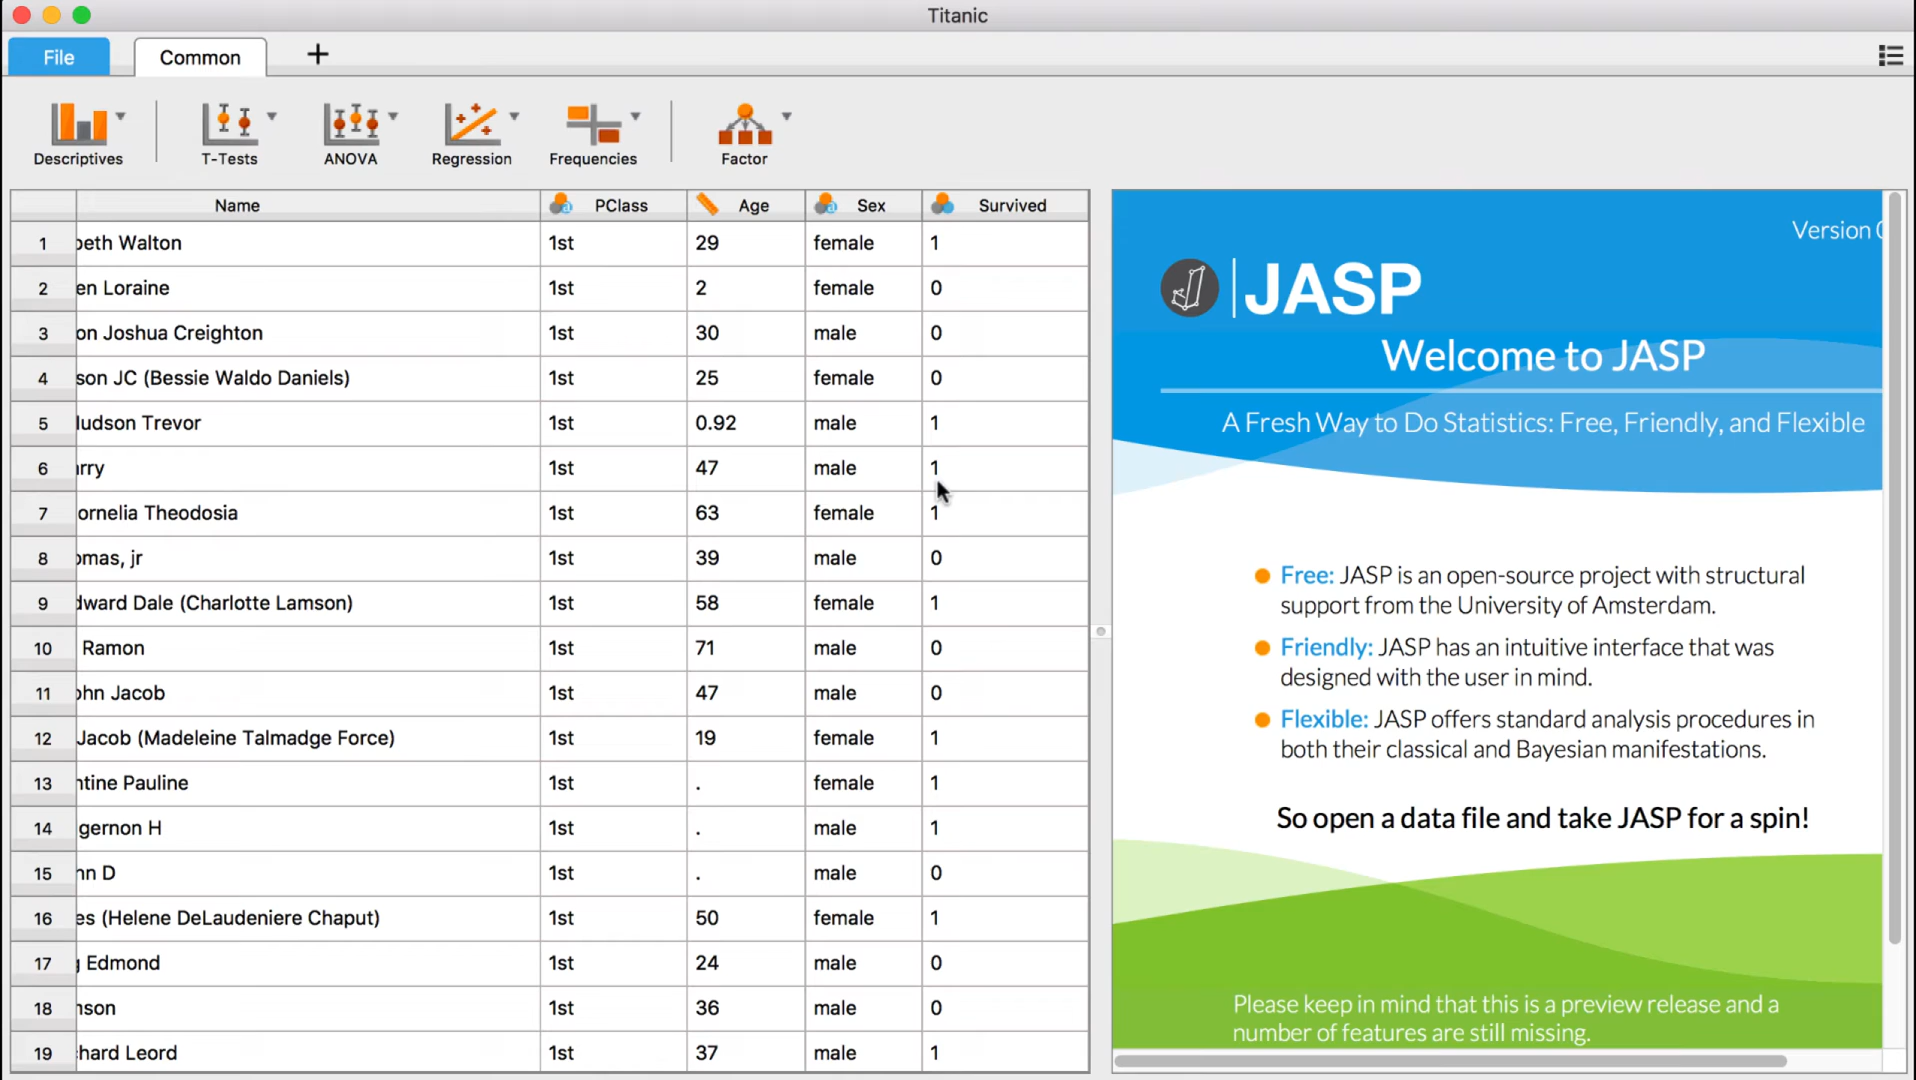 Titanic
File Common +
Descriptives T-Tests ANOVA Regression Frequencies Factor
Name PClass Age Sex Survived
1 beth Walton 1st 29 female 1
2 en Loraine 1st 2 female 0
3 on Joshua Creighton 1st 30 male 0
4 son JC (Bessie Waldo Daniels) 1st 25 female 0
5 Hudson Trevor 1st 0.92 male 1
6 arry 1st 47 male 1
7 ornelia Theodosia 1st 63 female 1
8 omas, jr 1st 39 male 0
9 dward Dale (Charlotte Lamson) 1st 58 female 1
10 Ramon 1st 71 male 0
11 ohn Jacob 1st 47 male 0
12 Jacob (Madeleine Talmadge Force) 1st 19 female 1
13 ntine Pauline 1st . female 1
14 gernon H 1st . male 1
15 hn D 1st . male 0
16 es (Helene DeLaudeniere Chaput) 1st 50 female 1
17 g Edmond 1st 24 male 0
18 nson 1st 36 male 0
19 chard Leord 1st 37 male 1
Version 0
JASP
Welcome to JASP
A Fresh Way to Do Statistics: Free, Friendly, and Flexible
Free: JASP is an open-source project with structural
support from the University of Amsterdam.
Friendly: JASP has an intuitive interface that was
designed with the user in mind.
Flexible: JASP offers standard analysis procedures in
both their classical and Bayesian manifestations.
So open a data file and take JASP for a spin!
Please keep in mind that this is a preview release and a
number of features are still missing.